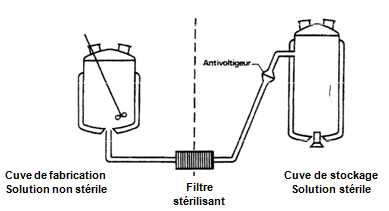 Antivoltigeur
Cuve de fabrication
Solution non stérile
Filtre
stérilisant
Cuve de stockage
Solution stérile